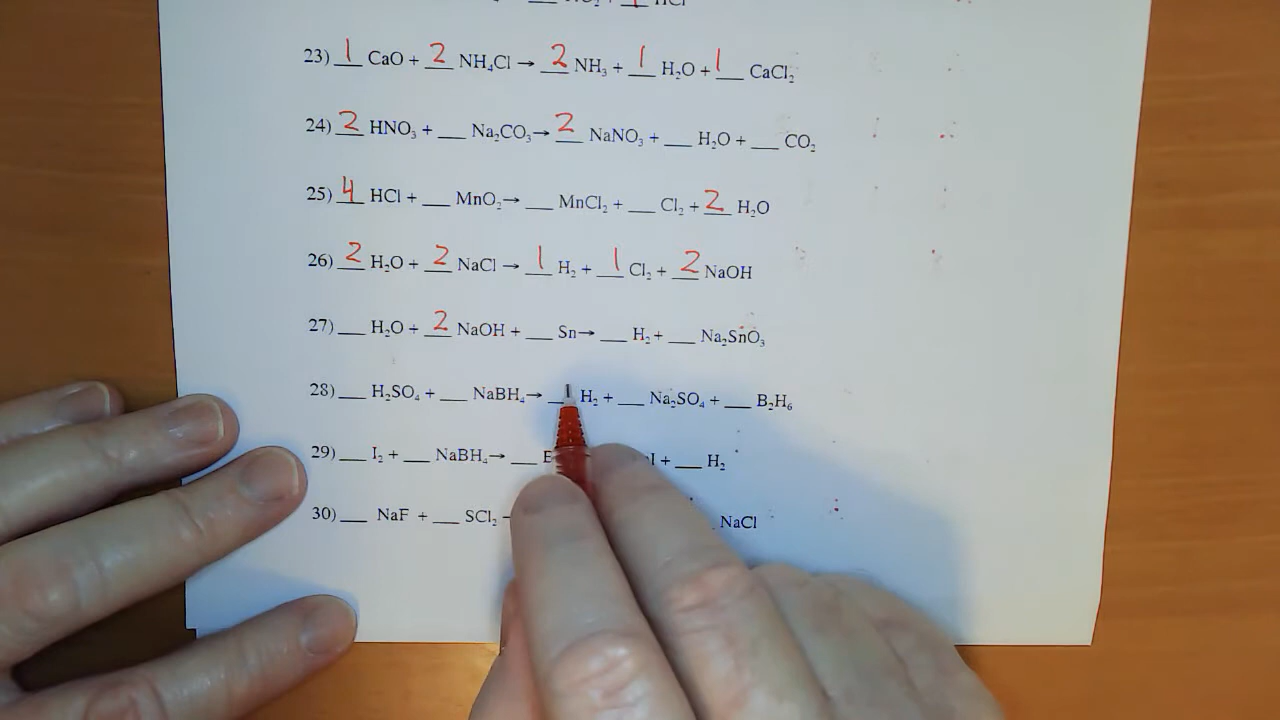 HCl
23) 1 CaO + 2 NH₄Cl → 2 NH₃ + 1 H₂O + 1 CaCl₂
24) 2 HNO₃ + ___ Na₂CO₃→ 2 NaNO₃ + ___ H₂O + ___ CO₂
25) 4 HCl + ___ MnO₂→ ___ MnCl₂ + ___ Cl₂ + 2 H₂O
26) 2 H₂O + 2 NaCl → 1 H₂ + 1 Cl₂ + 2 NaOH
27) ___ H₂O + 2 NaOH + ___ Sn→ ___ H₂ + ___ Na₂SnO₃
28) ___ H₂SO₄ + ___ NaBH₄→ ___ H₂ + ___ Na₂SO₄ + ___ B₂H₆
29) ___ I₂ + ___ NaBH₄→ ___ + ___ H₂
30) ___ NaF + ___ SCl₂ NaCl